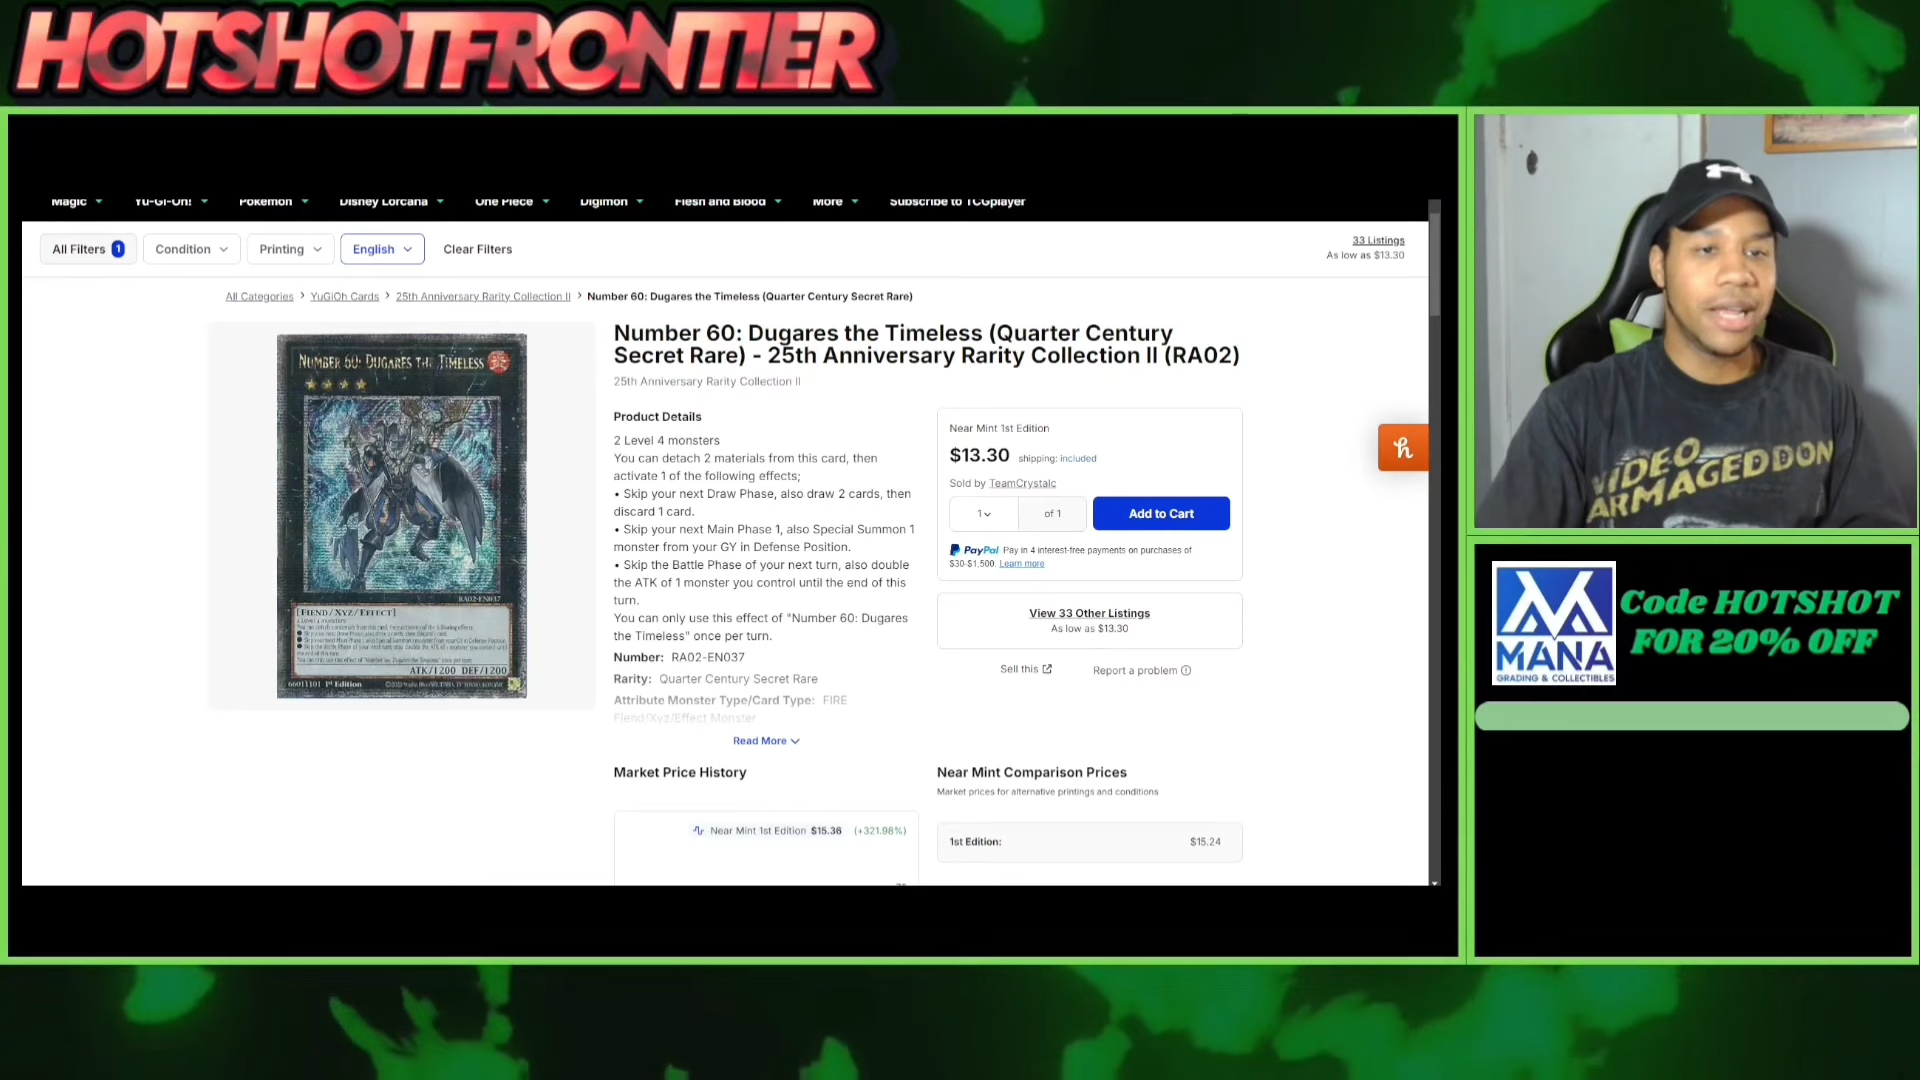 HOTSHOTFRONTIER
Magic Yu-Gi-Oh! Pokémon Disney Lorcana One Piece Digimon Flesh and Blood More Subscribe to TCGplayer
All Filters 1 Condition Printing English Clear Filters
33 Listings
As low as $13.30
All Categories > YuGiOh Cards > 25th Anniversary Rarity Collection II > Number 60: Dugares the Timeless (Quarter Century Secret Rare)
NUMBER 60: DUGARES THE TIMELESS
RA02-EN037
[FIEND/XYZ/EFFECT]
2 Level 4 monsters
ATK/1200 DEF/1200
66011101 1st Edition
Number 60: Dugares the Timeless (Quarter Century
Secret Rare) - 25th Anniversary Rarity Collection II (RA02)
25th Anniversary Rarity Collection II
Product Details
2 Level 4 monsters
You can detach 2 materials from this card, then
activate 1 of the following effects;
• Skip your next Draw Phase, also draw 2 cards, then
discard 1 card.
• Skip your next Main Phase 1, also Special Summon 1
monster from your GY in Defense Position.
• Skip the Battle Phase of your next turn, also double
the ATK of 1 monster you control until the end of this
turn.
You can only use this effect of "Number 60: Dugares
the Timeless" once per turn.
Number: RA02-EN037
Rarity: Quarter Century Secret Rare
Attribute Monster Type/Card Type: FIRE
Fiend/Xyz/Effect Monster
Read More
Near Mint 1st Edition
$13.30 shipping: included
Sold by TeamCrystalc
1 of 1 Add to Cart
PayPal Pay in 4 interest-free payments on purchases of
$30-$1,500. Learn more
View 33 Other Listings
As low as $13.30
Sell this Report a problem
Market Price History
Near Mint 1st Edition $15.36 (+321.98%)
Near Mint Comparison Prices
Market prices for alternative printings and conditions
1st Edition: $15.24
h
VIDEO
ARMAGEDDON
MANA
GRADING & COLLECTIBLES
Code HOTSHOT
FOR 20% OFF